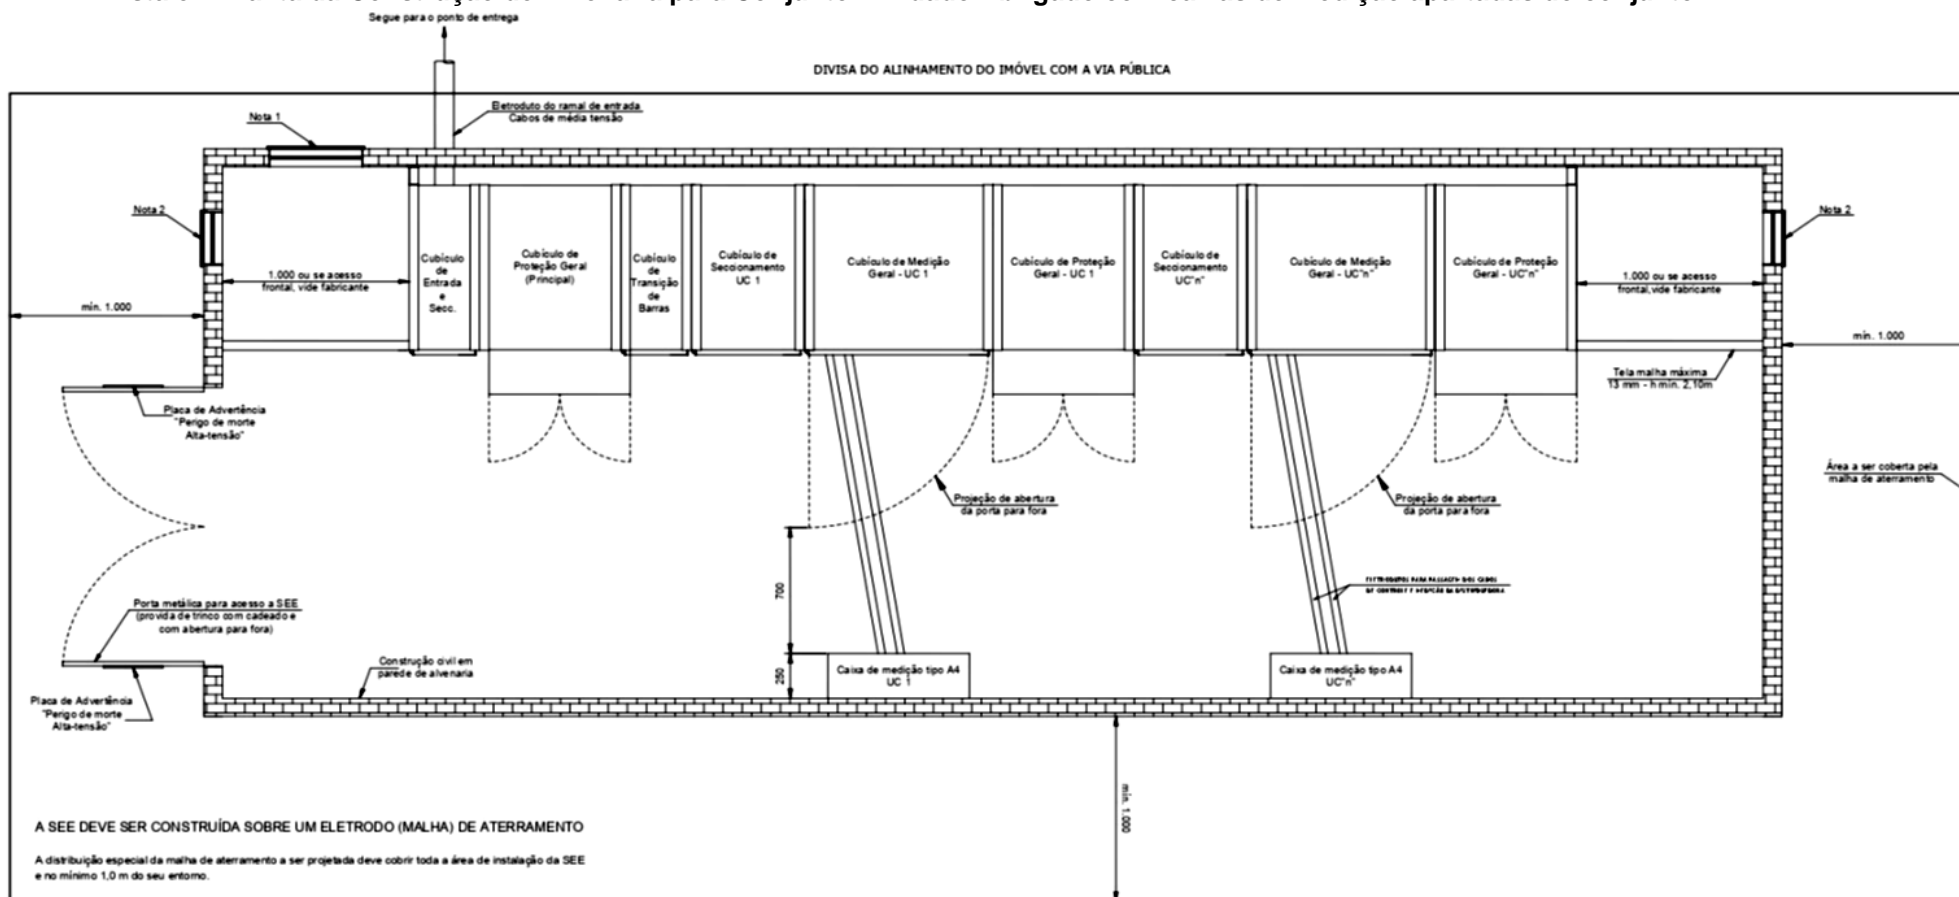 Segue para o ponto de entrega
DIVISA DO ALINHAMENTO DO IMÓVEL COM A VIA PÚBLICA
Eletroduto do ramal de entrada
Cabos de média tensão
Nota 1
Nota 2
Nota 2
1.000 ou se acesso
frontal, vide fabricante
min. 1.000
Cubículo
de
Entrada
e
Secc.
Cubículo de
Proteção Geral
(Principal)
Cubículo
de
Transição
de
Barras
Cubículo de
Seccionamento
UC 1
Cubículo de Medição
Geral - UC 1
Cubículo de Proteção
Geral - UC 1
Cubículo de
Seccionamento
UC"n"
Cubículo de Medição
Geral - UC"n"
Cubículo de Proteção
Geral - UC"n"
1.000 ou se acesso
frontal, vide fabricante
min. 1.000
Tela malha máxima
13 mm - h mín. 2,10m
Placa de Advertência
"Perigo de morte
Alta-tensão"
Área a ser coberta pela
malha de aterramento
Projeção de abertura
da porta para fora
Projeção de abertura
da porta para fora
700
Porta metálica para acesso a SEE
(provida de trinco com cadeado e
com abertura para fora)
Construção civil em
parede de alvenaria
250
Caixa de medição tipo A4
UC 1
Caixa de medição tipo A4
UC"n"
Placa de Advertência
"Perigo de morte
Alta-tensão"
min. 1.000
A SEE DEVE SER CONSTRUÍDA SOBRE UM ELETRODO (MALHA) DE ATERRAMENTO
A distribuição especial da malha de aterramento a ser projetada deve cobrir toda a área de instalação da SEE
e no mínimo 1,0 m do seu entorno.